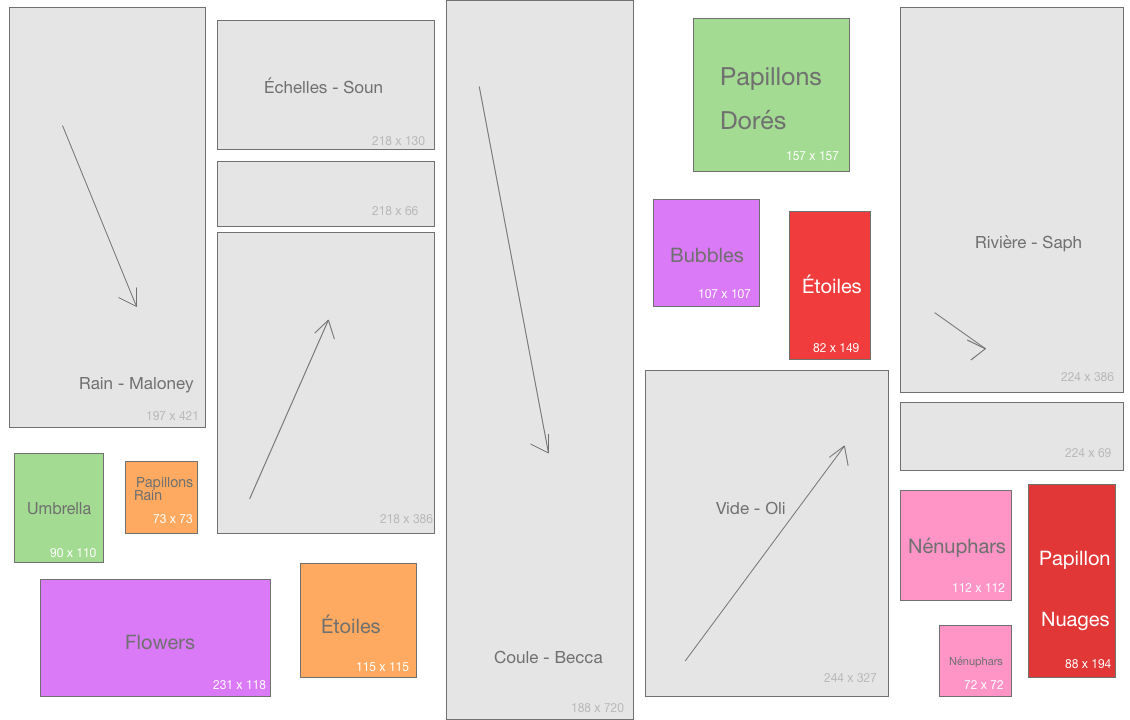 Rain - Maloney
197 x 421
Umbrella
90 x 110
Papillons
Rain
73 x 73
Flowers
231 x 118
Échelles - Soun
218 x 130
218 x 66
218 x 386
Étoiles
115 x 115
Coule - Becca
188 x 720
Papillons
Dorés
157 x 157
Bubbles
107 x 107
Étoiles
82 x 149
Vide - Oli
244 x 327
Rivière - Saph
224 x 386
224 x 69
Nénuphars
112 x 112
Nénuphars
72 x 72
Papillon
Nuages
88 x 194